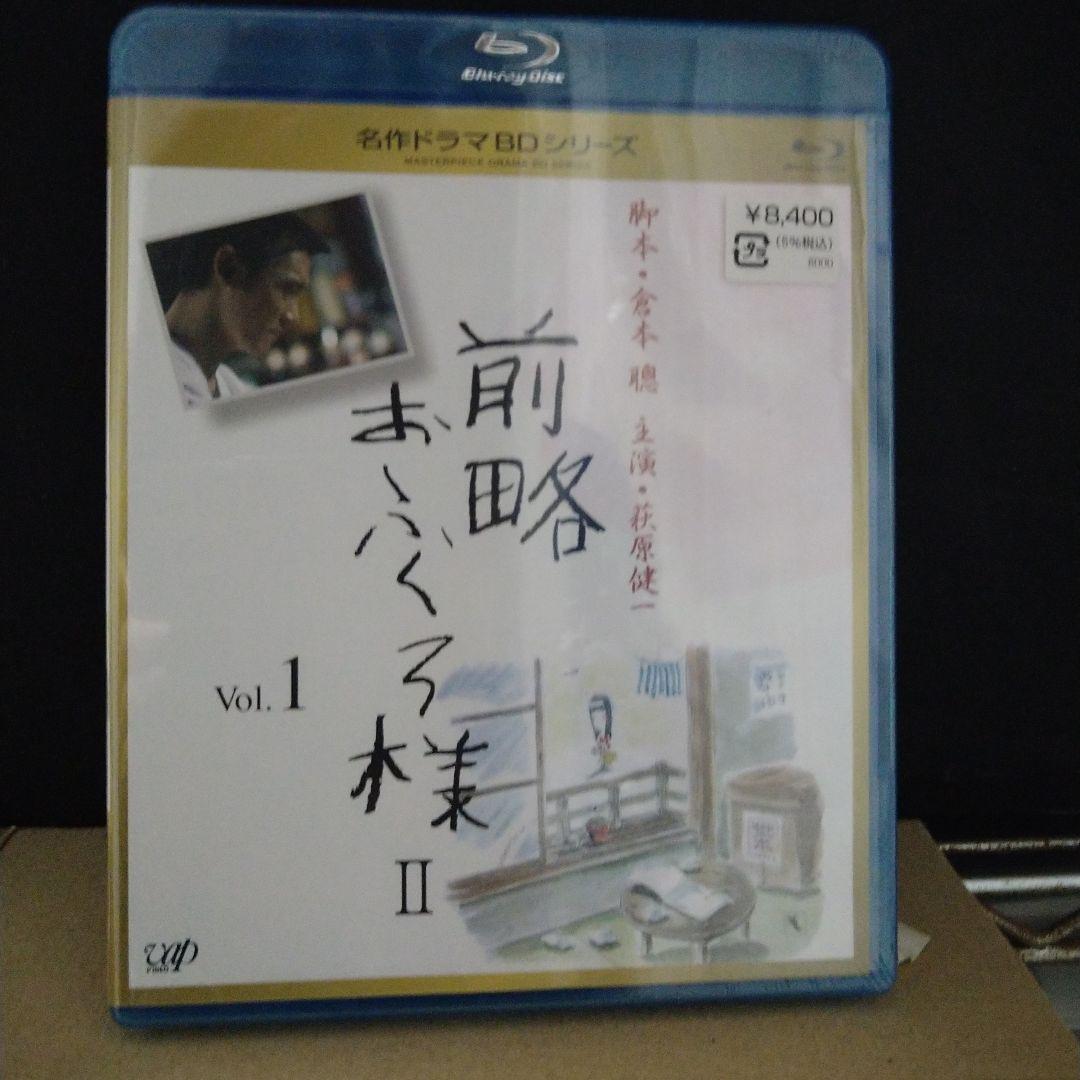 Blu-ray Disc
名作ドラマBDシリーズ
MASTERPIECE DRAMA BD SERIES
¥8,400
(5%税込)
8000
脚本・倉本 聰 主演・萩原健一
前略
おふくろ様
II
Vol. 1
vap
VIDEO